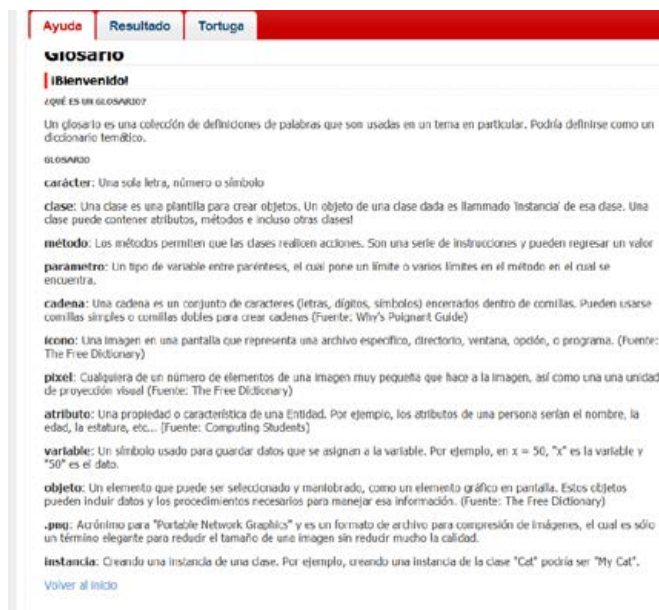 Ayuda Resultado Tortuga
Glosario
¡Bienvenido!
¿QUÉ ES UN GLOSARIO?
Un glosario es una colección de definiciones de palabras que son usadas en un tema en particular. Podría definirse como un
diccionario temático.
GLOSARIO
carácter: Una sola letra, número o símbolo
clase: Una clase es una plantilla para crear objetos. Un objeto de una clase dada es llammado 'instancia' de esa clase. Una
clase puede contener atributos, métodos e incluso otras clases!
método: Los métodos permiten que las clases realicen acciones. Son una serie de instrucciones y pueden regresar un valor
parámetro: Un tipo de variable entre paréntesis, el cual pone un límite o varios límites en el método en el cual se
encuentra.
cadena: Una cadena es un conjunto de caracteres (letras, dígitos, símbolos) encerrados dentro de comillas. Pueden usarse
comillas simples o comillas dobles para crear cadenas (Fuente: Why's Poignant Guide)
ícono: Una imagen en una pantalla que representa una archivo específico, directorio, ventana, opción, o programa. (Fuente:
The Free Dictionary)
pixel: Cualquiera de un número de elementos de una imagen muy pequeña que hace a la imagen, así como una una unidad
de proyección visual (Fuente: The Free Dictionary)
atributo: Una propiedad o característica de una Entidad. Por ejemplo, los atributos de una persona serían el nombre, la
edad, la estatura, etc... [Fuente: Computing Students)
variable: Un símbolo usado para guardar datos que se asignan a la variable. Por ejemplo, en x = 50, "x" es la variable y
"50" es el dato.
objeto: Un elemento que puede ser seleccionado y maniobrado, como un elemento gráfico en pantalla. Estos objetos
pueden incluir datos y los procedimientos necesarios para manejar esa información. (Fuente: The Free Dictionary)
.png: Acrónimo para "Portable Network Graphics" y es un formato de archivo para compresión de imágenes, el cual es sólo
un término elegante para reducir el tamaño de una imagen sin reducir mucho la calidad.
instancia: Creando una instancia de una clase. Por ejemplo, creando una instancia de la clase "Cat" podría ser "My Cat".
Volver al inicio